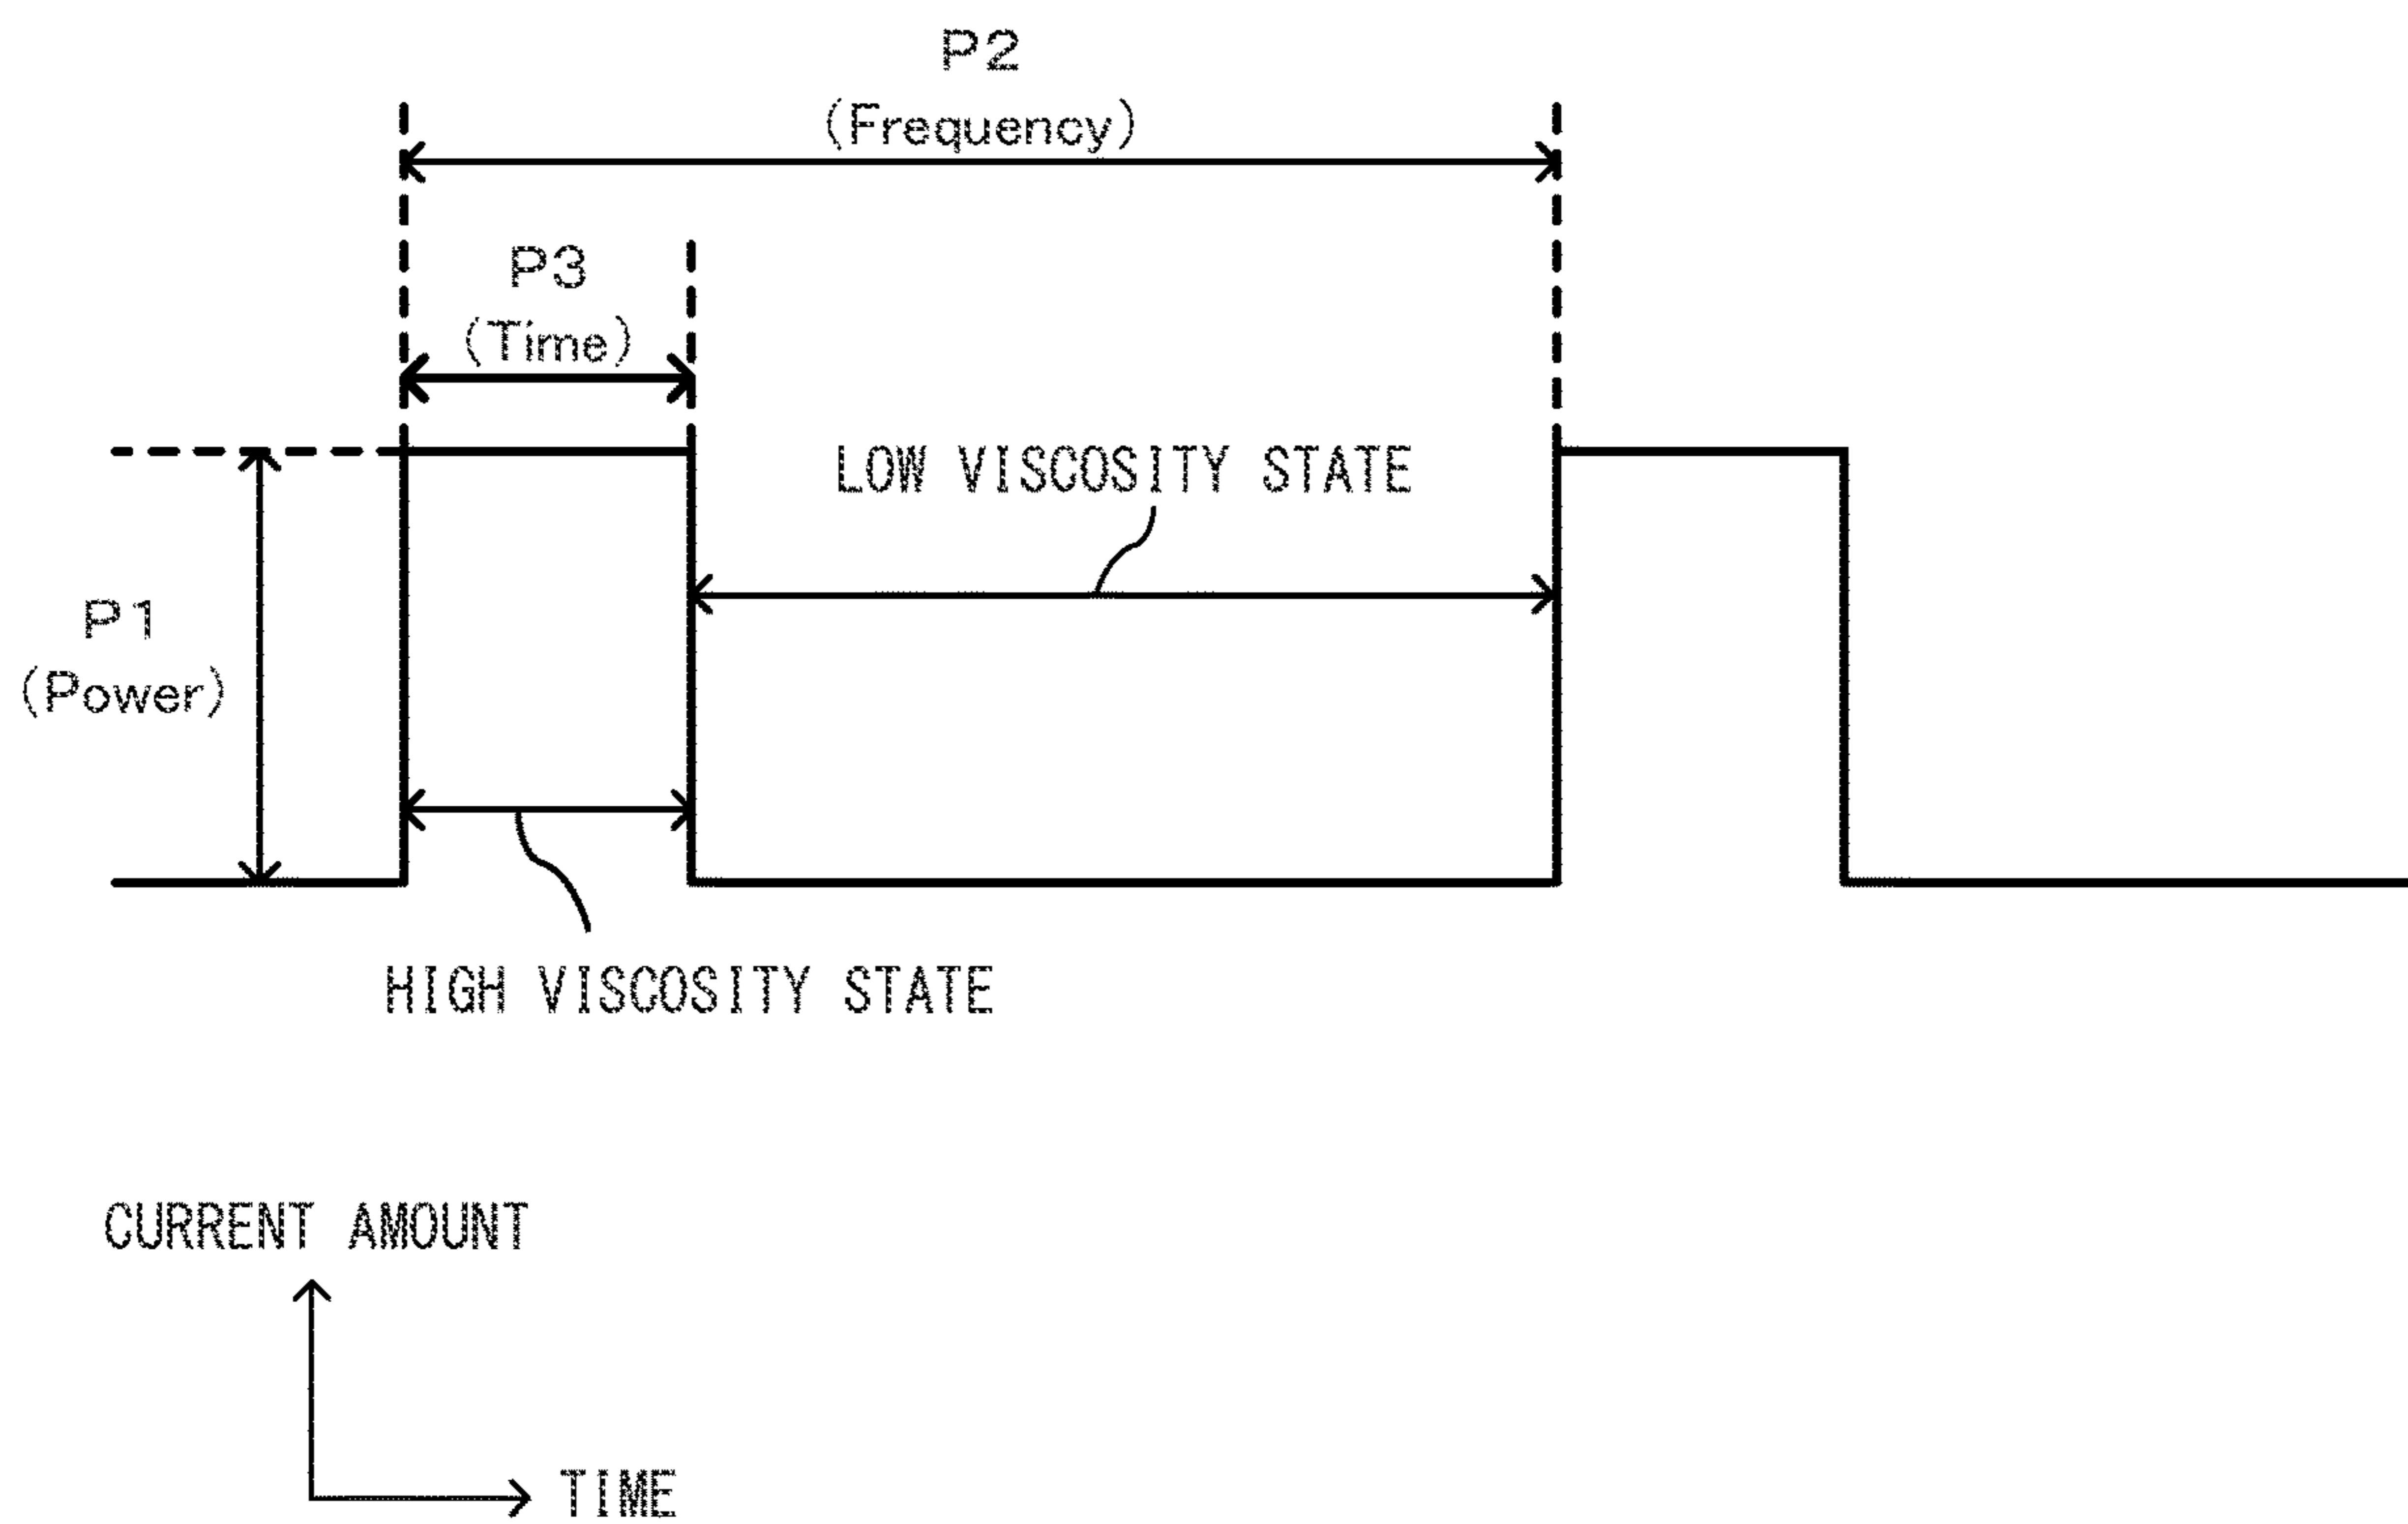 P2
(Frequency)
P3
(Time)
LOW VISCOSITY STATE
P1
(Power)
HIGH VISCOSITY STATE
CURRENT AMOUNT
TIME